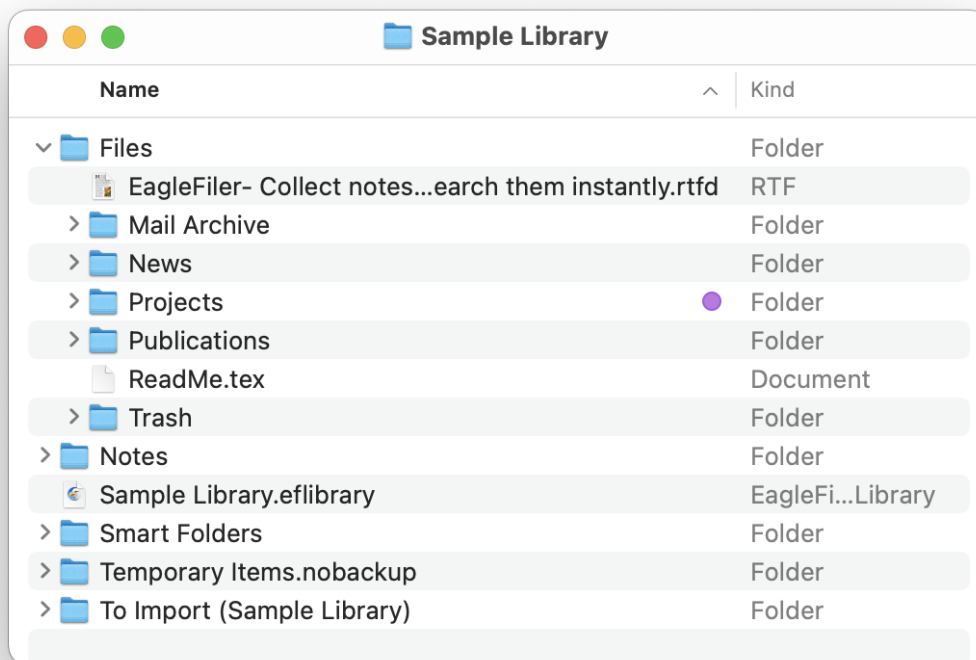 Sample Library
Name Kind
Files Folder
EagleFiler- Collect notes...earch them instantly.rtfd RTF
Mail Archive Folder
News Folder
Projects Folder
Publications Folder
ReadMe.tex Document
Trash Folder
Notes Folder
Sample Library.eflibrary EagleFi...Library
Smart Folders Folder
Temporary Items.nobackup Folder
To Import (Sample Library) Folder